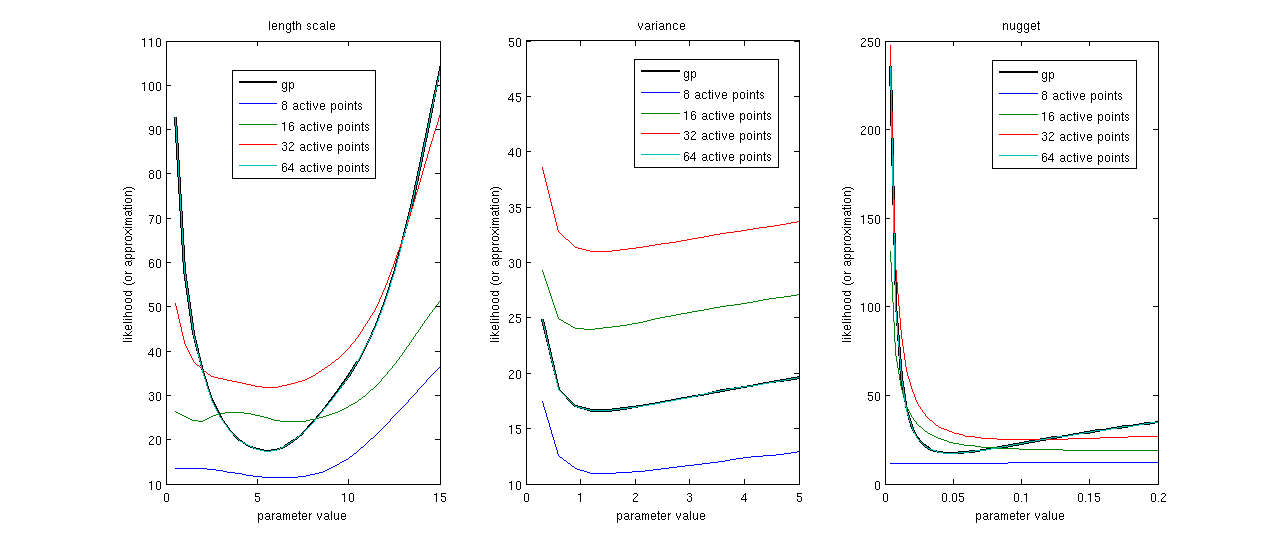 length scale
110
100
90
80
70
60
50
40
30
20
10
0
5
10
15
likelihood (or approximation)
parameter value
gp
8 active points
16 active points
32 active points
64 active points
variance
50
45
40
35
30
25
20
15
10
0
1
2
3
4
5
likelihood (or approximation)
parameter value
gp
8 active points
16 active points
32 active points
64 active points
nugget
250
200
150
100
50
0
0
0.05
0.1
0.15
0.2
likelihood (or approximation)
parameter value
gp
8 active points
16 active points
32 active points
64 active points